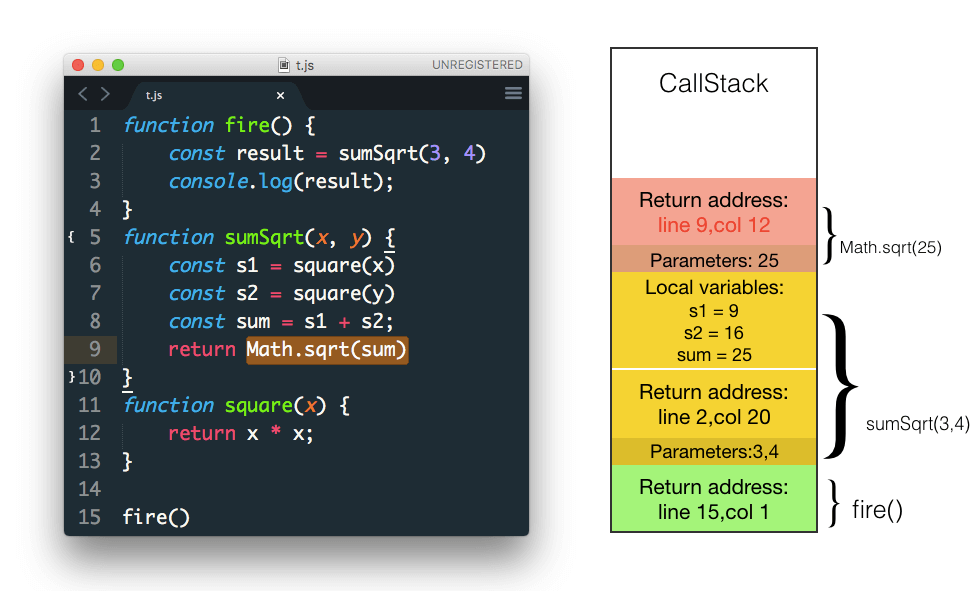 t.js
UNREGISTERED
t.js
1 function fire() {
2 const result = sumSqrt(3, 4)
3 console.log(result);
4 }
{ 5 function sumSqrt(x, y) {
6 const s1 = square(x)
7 const s2 = square(y)
8 const sum = s1 + s2;
9 return Math.sqrt(sum)
}10 }
11 function square(x) {
12 return x * x;
13 }
14
15 fire()
CallStack
Return address:
line 9,col 12
Parameters: 25
Math.sqrt(25)
Local variables:
s1 = 9
s2 = 16
sum = 25
Return address:
line 2,col 20
Parameters:3,4
sumSqrt(3,4)
Return address:
line 15,col 1
fire()